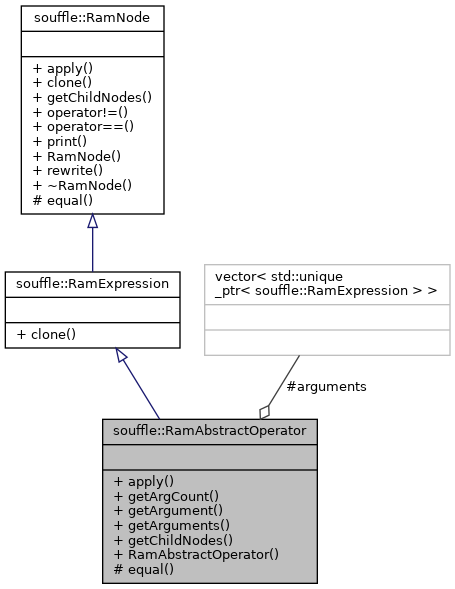 souffle::RamNode
+ apply()
+ clone()
+ getChildNodes()
+ operator!=()
+ operator==()
+ print()
+ RamNode()
+ rewrite()
+ ~RamNode()
# equal()
souffle::RamExpression
+ clone()
vector< std::unique
_ptr< souffle::RamExpression > >
#arguments
souffle::RamAbstractOperator
+ apply()
+ getArgCount()
+ getArgument()
+ getArguments()
+ getChildNodes()
+ RamAbstractOperator()
# equal()